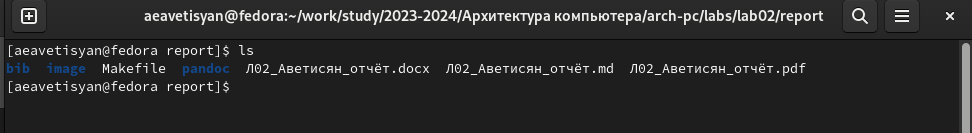 aeavetisyan@fedora:~/work/study/2023-2024/Архитектура компьютера/arch-pc/labs/lab02/report
[aeavetisyan@fedora report]$ ls
bib image Makefile pandoc Л02_Аветисян_отчёт.docx Л02_Аветисян_отчёт.md Л02_Аветисян_отчёт.pdf
[aeavetisyan@fedora report]$